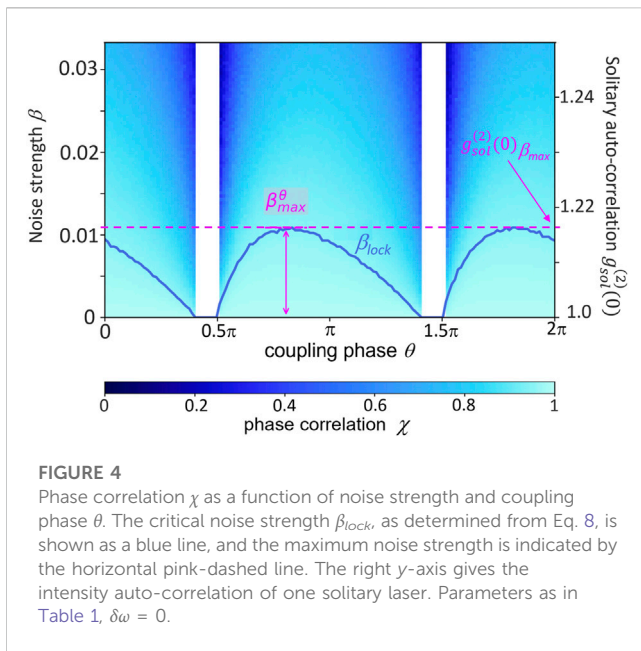 0.03
0.02
0.01
0
Noise strength β
β^θ_max
β_lock
g_sol^(2)(0)_β_max
1.24
1.216
1.0
Solitary auto-correlation g_sol^(2)(0)
0 0.5π π 1.5π 2π
coupling phase θ
0 0.2 0.4 0.6 0.8 1
phase correlation χ
FIGURE 4
Phase correlation χ as a function of noise strength and coupling
phase θ. The critical noise strength β_lock, as determined from Eq. 8, is
shown as a blue line, and the maximum noise strength is indicated by
the horizontal pink-dashed line. The right y-axis gives the
intensity auto-correlation of one solitary laser. Parameters as in
Table 1, δω = 0.